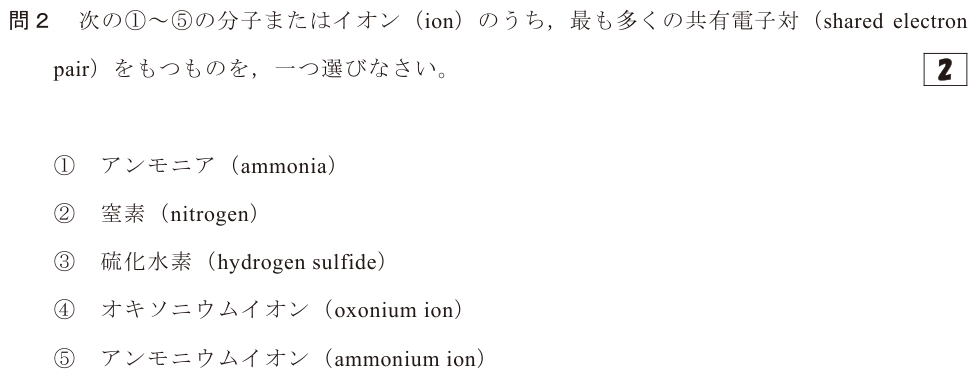 問2 次の①～⑤の分子またはイオン（ion）のうち，最も多くの共有電子対（shared electron
pair）をもつものを，一つ選びなさい。 2
① アンモニア（ammonia）
② 窒素（nitrogen）
③ 硫化水素（hydrogen sulfide）
④ オキソニウムイオン（oxonium ion）
⑤ アンモニウムイオン（ammonium ion）